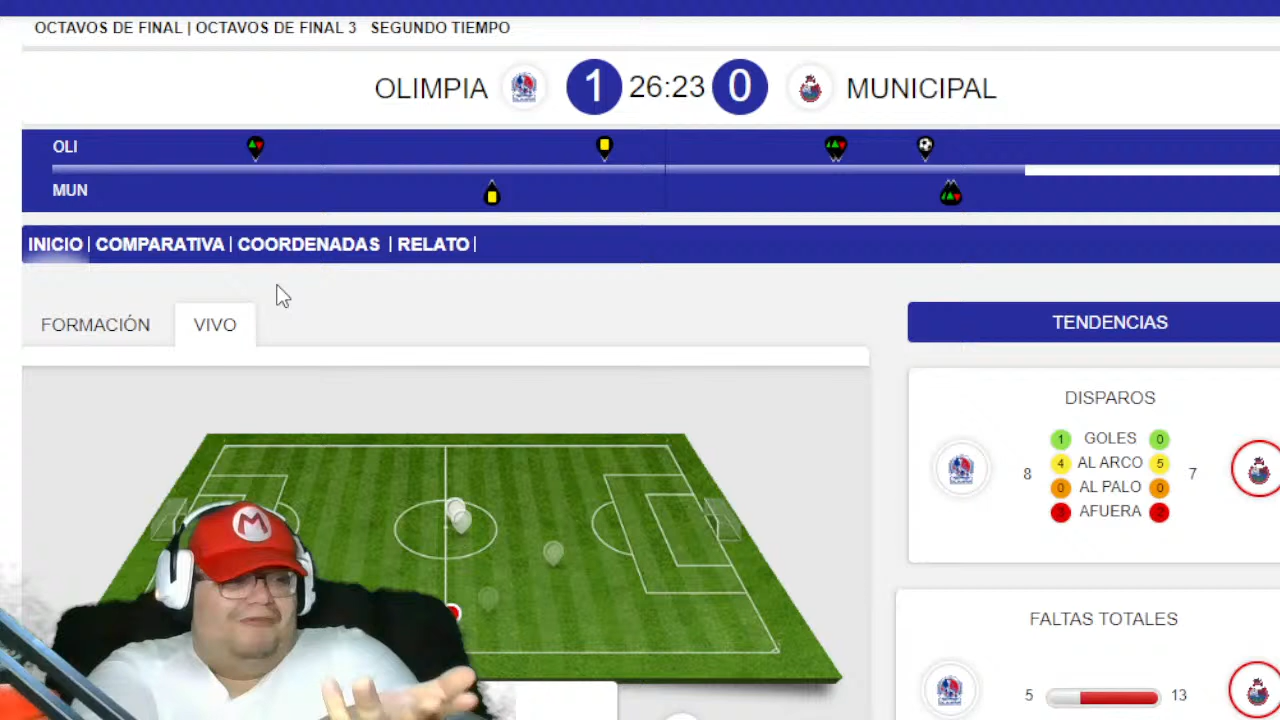 OCTAVOS DE FINAL | OCTAVOS DE FINAL 3 SEGUNDO TIEMPO
OLIMPIA 1 26:23 0 MUNICIPAL
OLI
MUN
INICIO | COMPARATIVA | COORDENADAS | RELATO |
FORMACIÓN VIVO
TENDENCIAS
DISPAROS
1 GOLES 0
8 4 AL ARCO 5 7
0 AL PALO 0
3 AFUERA 2
FALTAS TOTALES
5 13
M